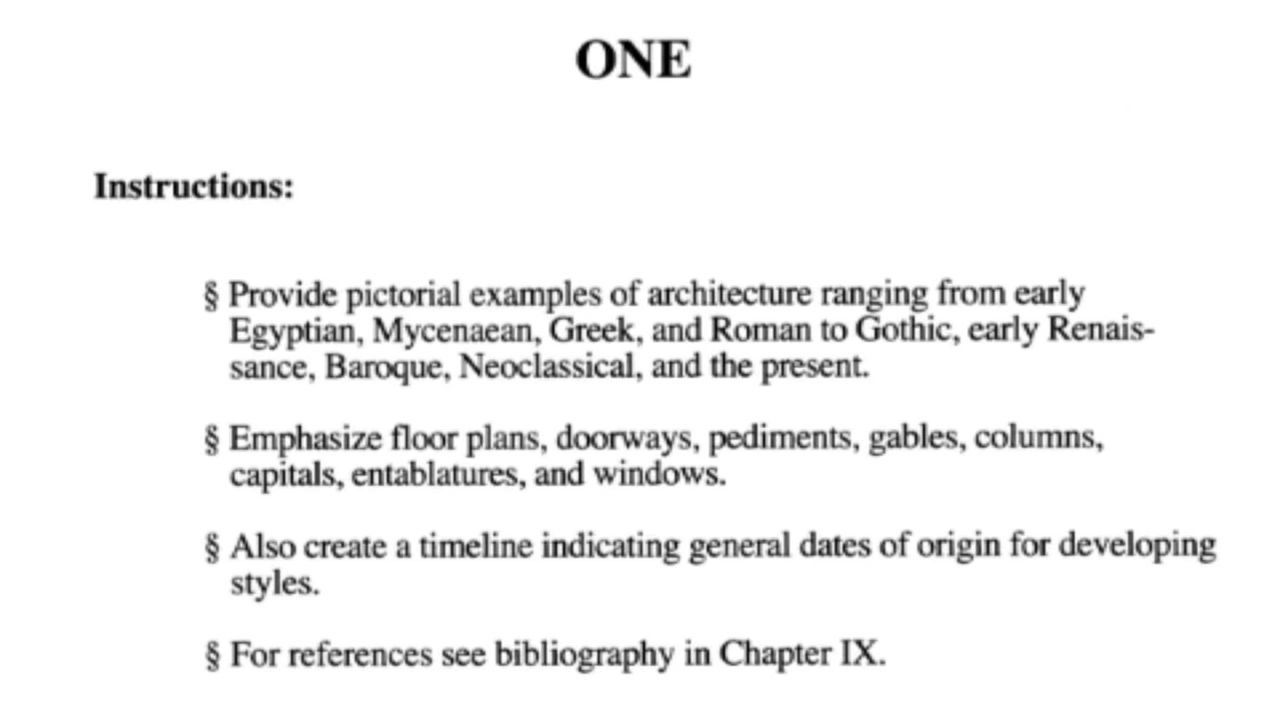 ONE
Instructions:
§ Provide pictorial examples of architecture ranging from early
Egyptian, Mycenaean, Greek, and Roman to Gothic, early Renais-
sance, Baroque, Neoclassical, and the present.
§ Emphasize floor plans, doorways, pediments, gables, columns,
capitals, entablatures, and windows.
§ Also create a timeline indicating general dates of origin for developing
styles.
§ For references see bibliography in Chapter IX.